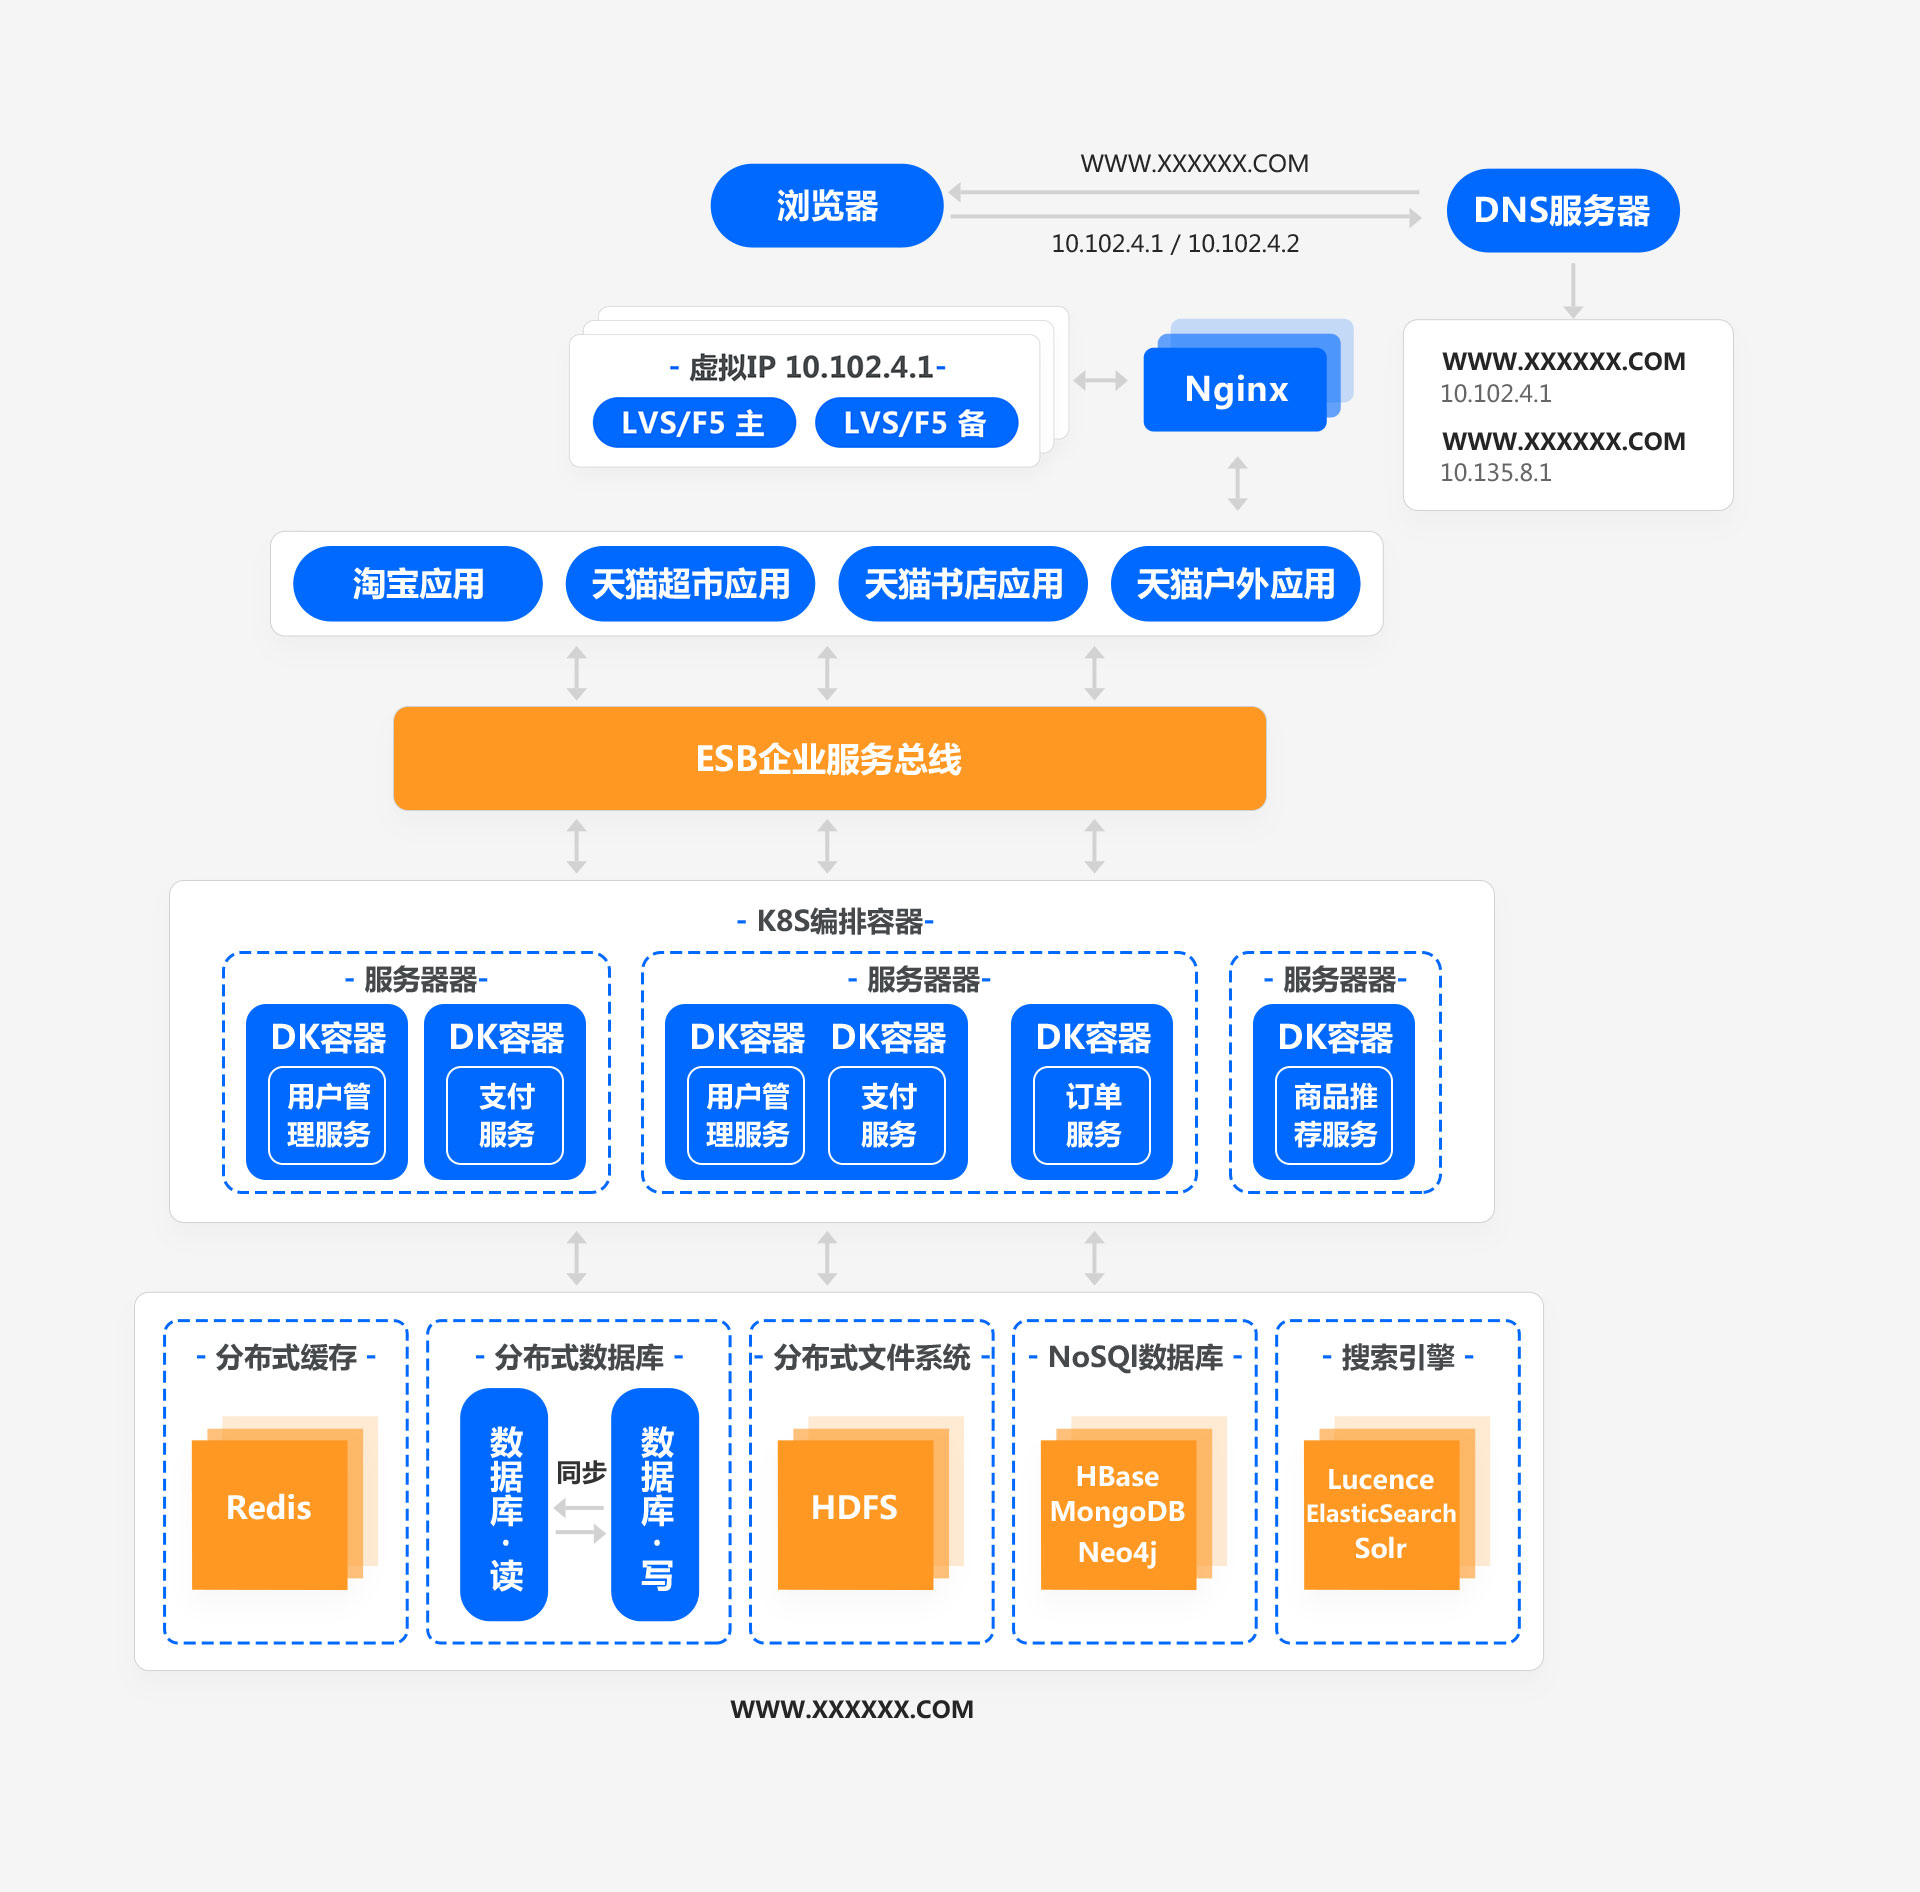 WWW.XXXXXX.COM
浏览器
DNS服务器
10.102.4.1 / 10.102.4.2
- 虚拟IP 10.102.4.1-
LVS/F5 主
LVS/F5 备
Nginx
WWW.XXXXXX.COM
10.102.4.1
WWW.XXXXXX.COM
10.135.8.1
淘宝应用
天猫超市应用
天猫书店应用
天猫户外应用
ESB企业服务总线
- K8S编排容器-
- 服务器器-
DK容器
用户管
理服务
DK容器
支付
服务
- 服务器器-
DK容器
用户管
理服务
DK容器
支付
服务
DK容器
订单
服务
- 服务器器-
DK容器
商品推
荐服务
- 分布式缓存 -
Redis
- 分布式数据库 -
数据库·读
同步
数据库·写
- 分布式文件系统 -
HDFS
- NoSQl数据库 -
HBase
MongoDB
Neo4j
- 搜索引擎 -
Lucence
ElasticSearch
Solr
WWW.XXXXXX.COM